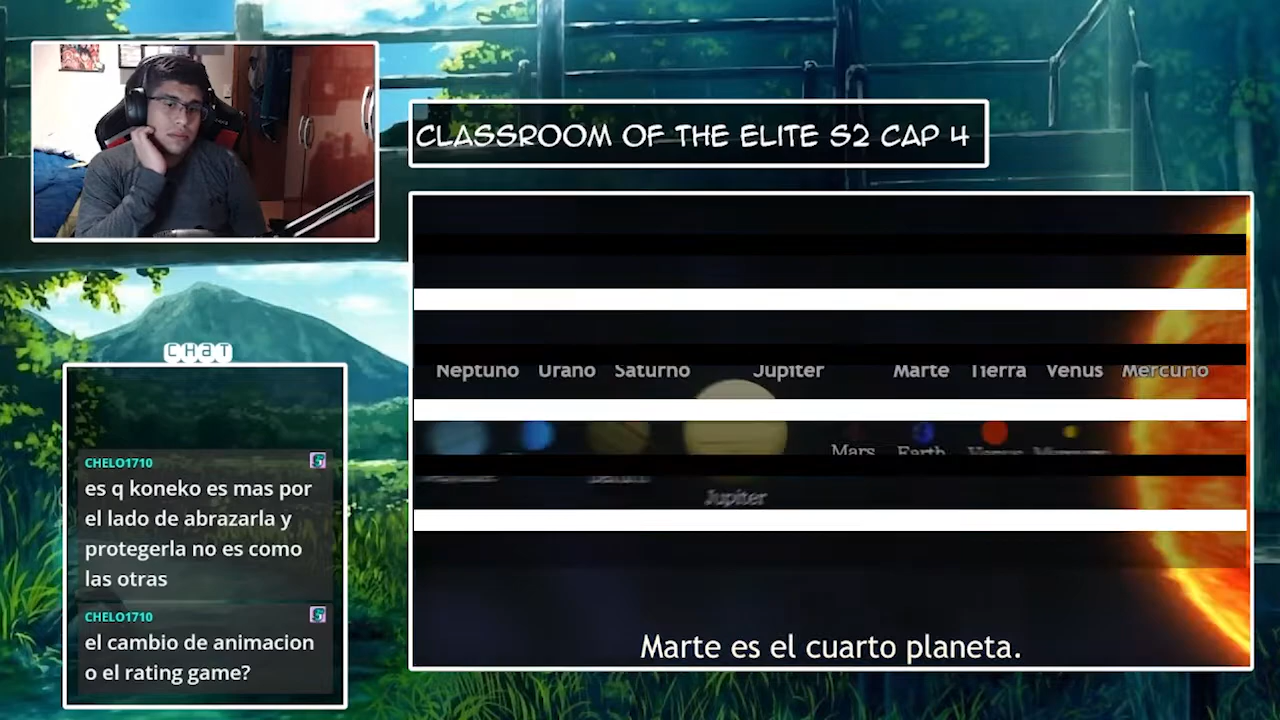 CLASSROOM OF THE ELITE S2 CAP 4
Neptuno Urano Saturno Jupiter Marte Tierra Venus Mercurio
Mars Earth Venus
Jupiter
Marte es el cuarto planeta.
CHAT
CHELO1710
es q koneko es mas por
el lado de abrazarla y
protegerla no es como
las otras
CHELO1710
el cambio de animacion
o el rating game?